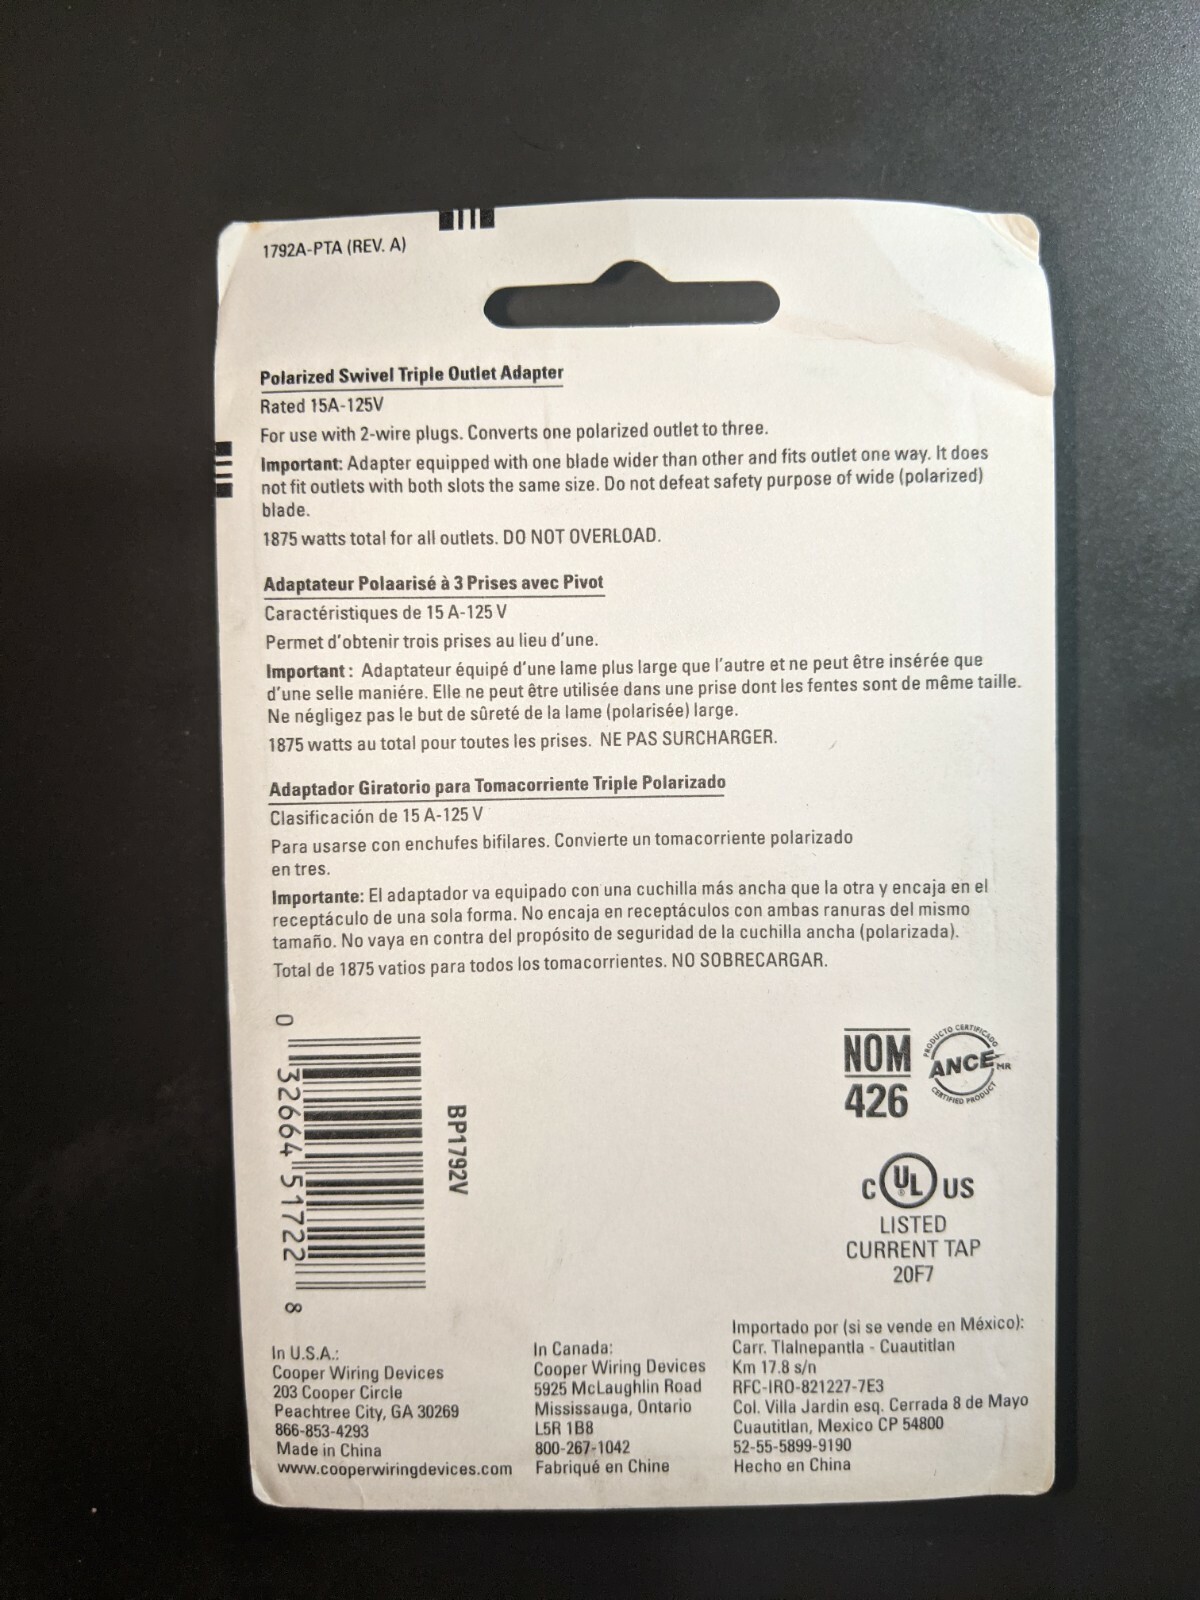 1792A-PTA (REV. A)
Polarized Swivel Triple Outlet Adapter
Rated 15A-125V
For use with 2-wire plugs. Converts one polarized outlet to three.
Important: Adapter equipped with one blade wider than other and fits outlet one way. It does
not fit outlets with both slots the same size. Do not defeat safety purpose of wide (polarized)
blade.
1875 watts total for all outlets. DO NOT OVERLOAD.
Adaptateur Polaarisé à 3 Prises avec Pivot
Caractéristiques de 15 A-125 V
Permet d'obtenir trois prises au lieu d'une.
Important : Adaptateur équipé d'une lame plus large que l'autre et ne peut être insérée que
d'une selle maniére. Elle ne peut être utilisée dans une prise dont les fentes sont de même taille.
Ne négligez pas le but de sûreté de la lame (polarisée) large.
1875 watts au total pour toutes les prises. NE PAS SURCHARGER.
Adaptador Giratorio para Tomacorriente Triple Polarizado
Clasificación de 15 A-125 V
Para usarse con enchufes bifilares. Convierte un tomacorriente polarizado
en tres.
Importante: El adaptador va equipado con una cuchilla más ancha que la otra y encaja en el
receptáculo de una sola forma. No encaja en receptáculos con ambas ranuras del mismo
tamaño. No vaya en contra del propósito de seguridad de la cuchilla ancha (polarizada).
Total de 1875 vatios para todos los tomacorrientes. NO SOBRECARGAR.
0 32664 51722 8
BP1792V
NOM
426
PRODUCTO CERTIFICADO
ANCE MR
CERTIFIED PRODUCT
C UL ® US
LISTED
CURRENT TAP
20F7
In U.S.A.:
Cooper Wiring Devices
203 Cooper Circle
Peachtree City, GA 30269
866-853-4293
Made in China
www.cooperwiringdevices.com
In Canada:
Cooper Wiring Devices
5925 McLaughlin Road
Mississauga, Ontario
L5R 1B8
800-267-1042
Fabriqué en Chine
Importado por (si se vende en México):
Carr. Tlalnepantla - Cuautitlan
Km 17.8 s/n
RFC-IRO-821227-7E3
Col. Villa Jardin esq. Cerrada 8 de Mayo
Cuautitlan, Mexico CP 54800
52-55-5899-9190
Hecho en China